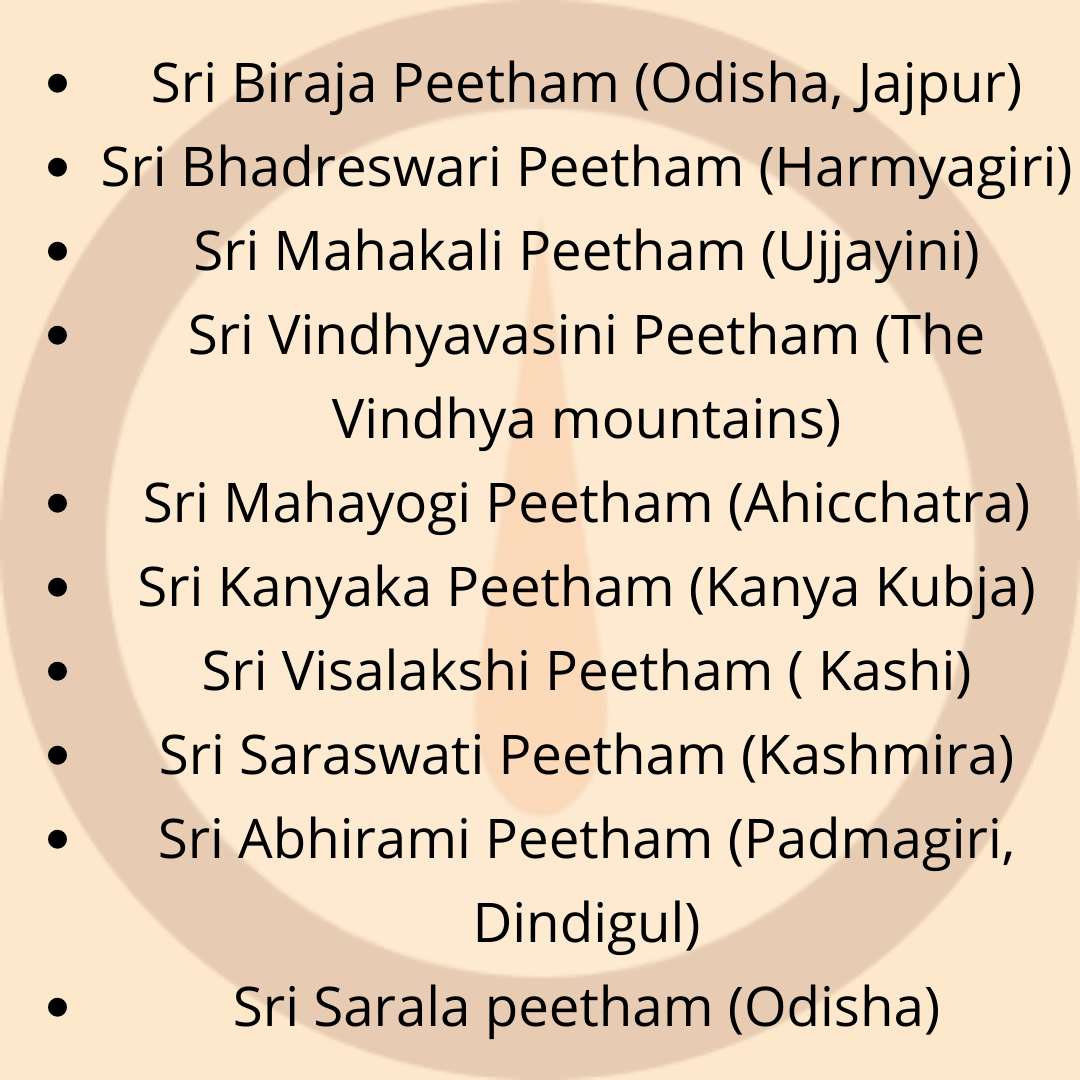 • Sri Biraja Peetham (Odisha, Jajpur)
• Sri Bhadreswari Peetham (Harmyagiri)
• Sri Mahakali Peetham (Ujjayini)
• Sri Vindhyavasini Peetham (The
Vindhya mountains)
• Sri Mahayogi Peetham (Ahicchatra)
• Sri Kanyaka Peetham (Kanya Kubja)
• Sri Visalakshi Peetham ( Kashi)
• Sri Saraswati Peetham (Kashmira)
• Sri Abhirami Peetham (Padmagiri,
Dindigul)
• Sri Sarala peetham (Odisha)